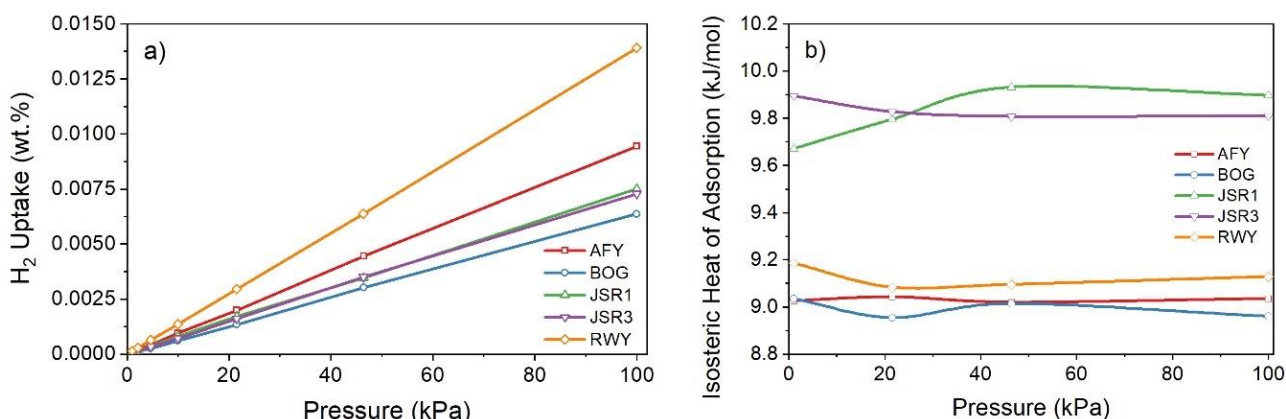 a)
H₂ Uptake (wt.%)
0.0150
0.0125
0.0100
0.0075
0.0050
0.0025
0.0000
AFY
BOG
JSR1
JSR3
RWY
0 20 40 60 80 100
Pressure (kPa)
b)
Isosteric Heat of Adsorption (kJ/mol)
10.2
10.0
9.8
9.6
9.4
9.2
9.0
8.8
AFY
BOG
JSR1
JSR3
RWY
0 20 40 60 80 100
Pressure (kPa)